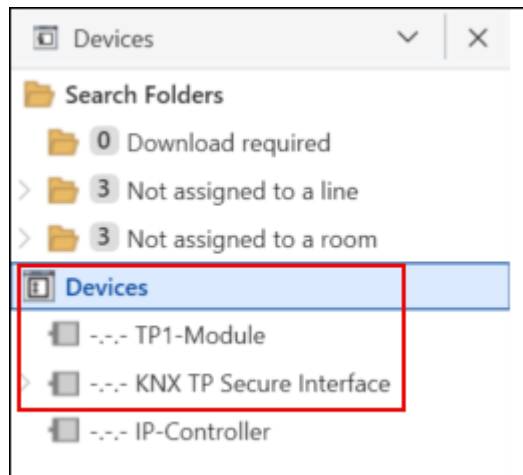 Devices
Search Folders
0 Download required
3 Not assigned to a line
3 Not assigned to a room
Devices
-.-.- TP1-Module
-.-.- KNX TP Secure Interface
-.-.- IP-Controller